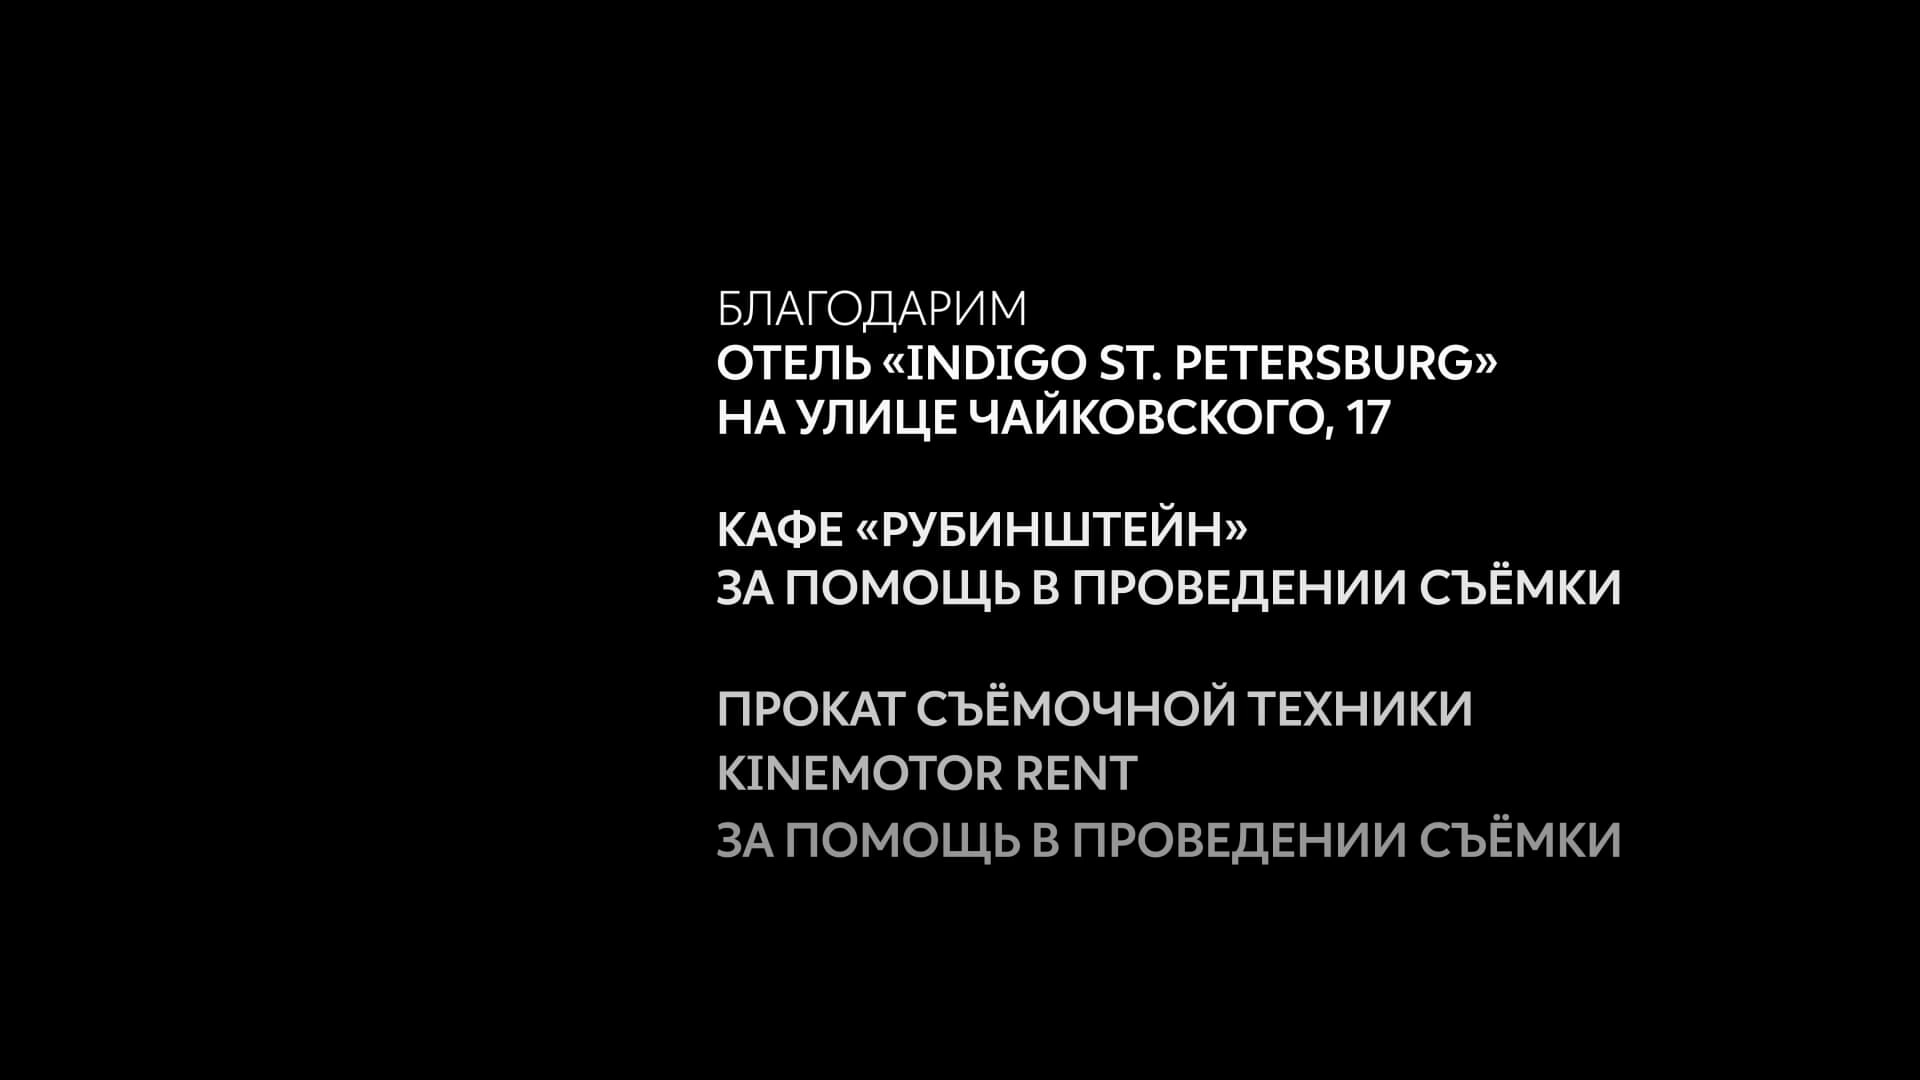 БЛАГОДАРИМ
ОТЕЛЬ «INDIGO ST. PETERSBURG»
НА УЛИЦЕ ЧАЙКОВСКОГО, 17
КАФЕ «РУБИНШТЕЙН»
ЗА ПОМОЩЬ В ПРОВЕДЕНИИ СЪЁМКИ
ПРОКАТ СЪЁМОЧНОЙ ТЕХНИКИ
KINEMOTOR RENT
ЗА ПОМОЩЬ В ПРОВЕДЕНИИ СЪЁМКИ